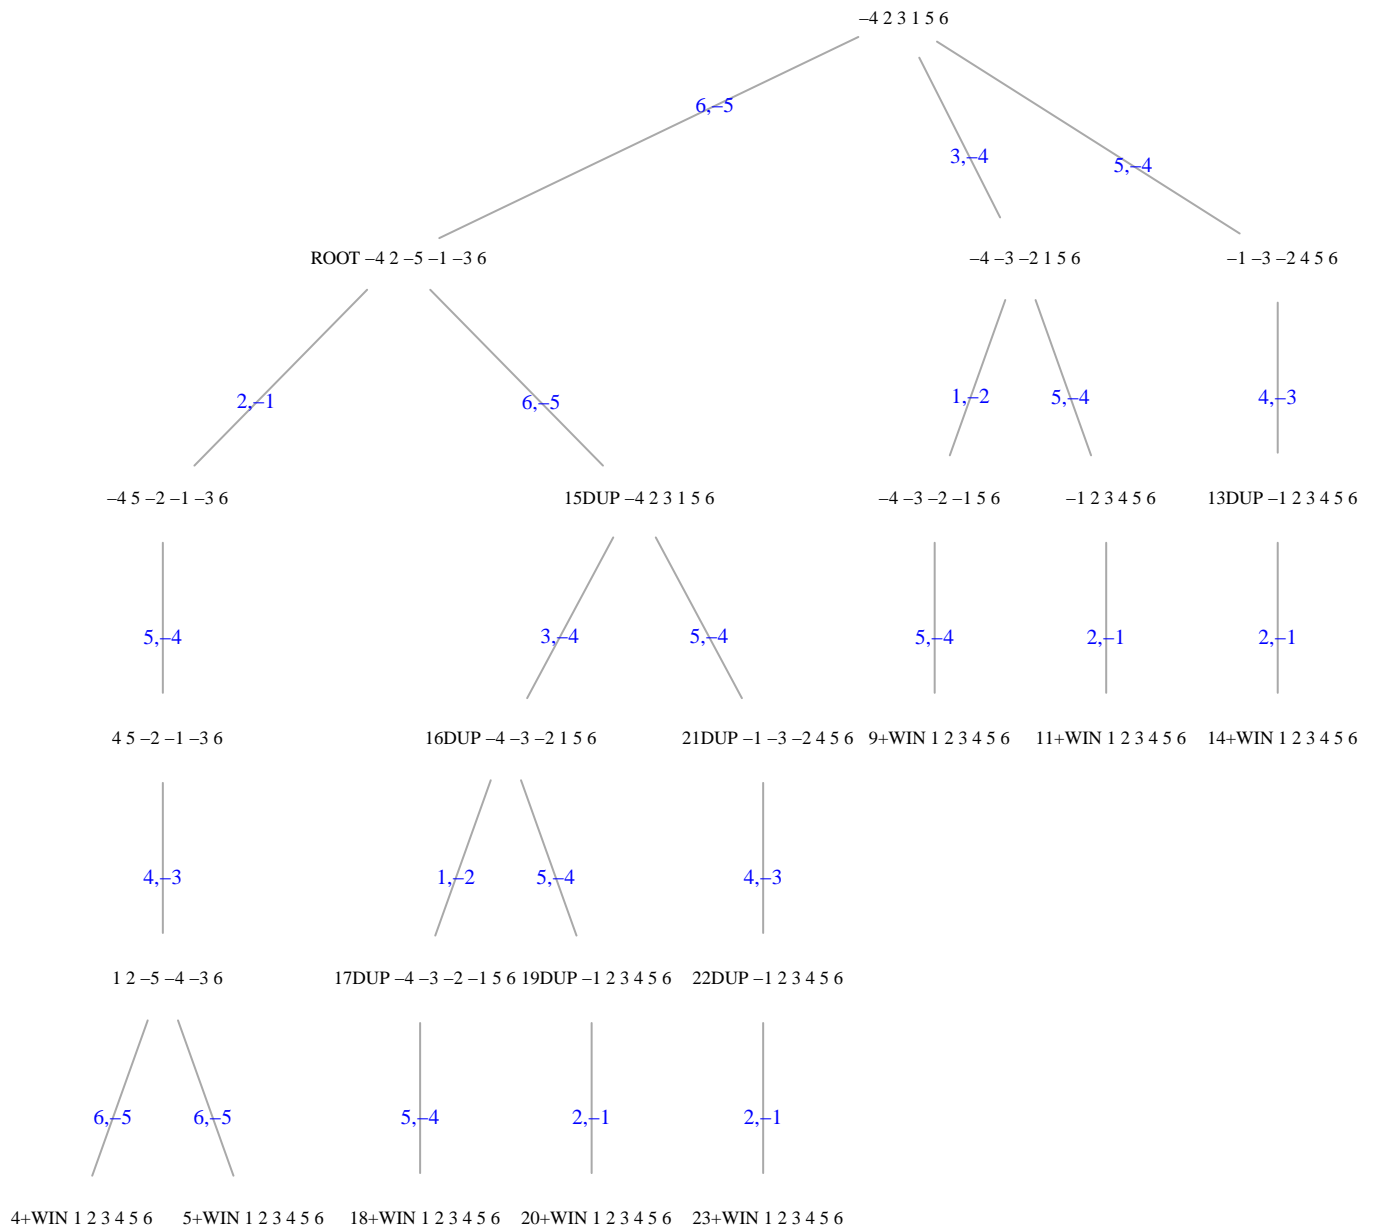 –4 2 3 1 5 6
6,–5
3,–4
5,–4
ROOT –4 2 –5 –1 –3 6
–4 –3 –2 1 5 6
–1 –3 –2 4 5 6
2,–1
6,–5
1,–2
5,–4
4,–3
–4 5 –2 –1 –3 6
15DUP –4 2 3 1 5 6
–4 –3 –2 –1 5 6
–1 2 3 4 5 6
13DUP –1 2 3 4 5 6
5,–4
3,–4
5,–4
5,–4
2,–1
2,–1
4 5 –2 –1 –3 6
16DUP –4 –3 –2 1 5 6
21DUP –1 –3 –2 4 5 6
9+WIN 1 2 3 4 5 6
11+WIN 1 2 3 4 5 6
14+WIN 1 2 3 4 5 6
4,–3
1,–2
5,–4
4,–3
1 2 –5 –4 –3 6
17DUP –4 –3 –2 –1 5 6
19DUP –1 2 3 4 5 6
22DUP –1 2 3 4 5 6
6,–5
6,–5
5,–4
2,–1
2,–1
4+WIN 1 2 3 4 5 6
5+WIN 1 2 3 4 5 6
18+WIN 1 2 3 4 5 6
20+WIN 1 2 3 4 5 6
23+WIN 1 2 3 4 5 6